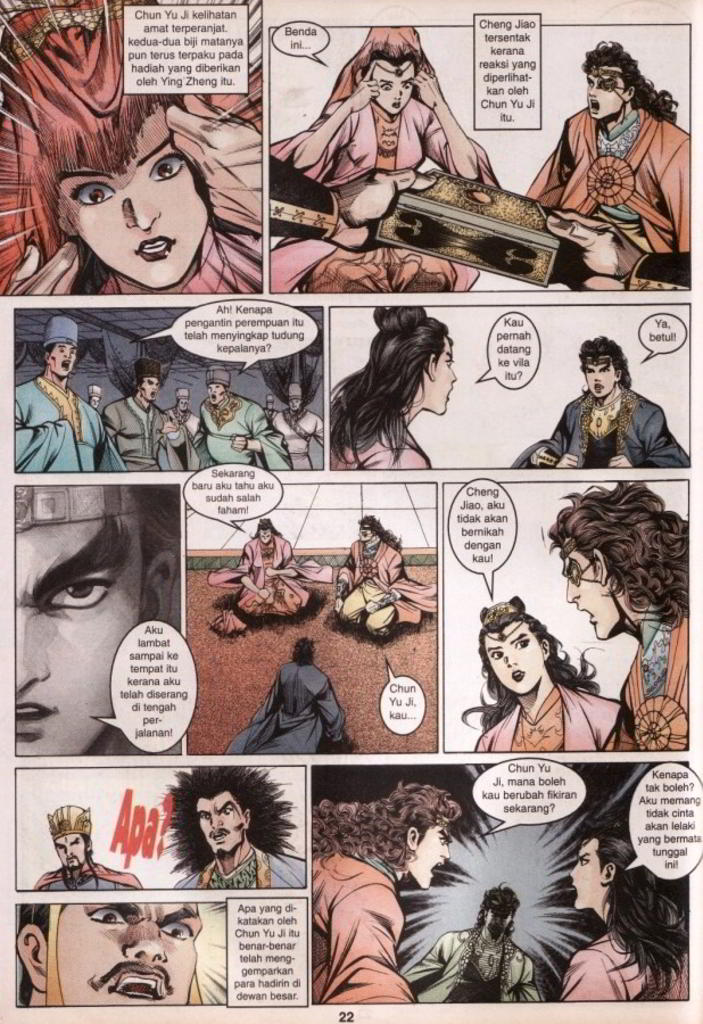 Chun Yu Ji kelihatan
amat terperanjat.
kedua-dua biji matanya
pun terus terpaku pada
hadiah yang diberikan
oleh Ying Zheng itu.
Benda
ini...
Cheng Jiao
tersentak
kerana
reaksi yang
diperlihat-
kan oleh
Chun Yu Ji
itu.
Ah! Kenapa
pengantin perempuan itu
telah menyingkap tudung
kepalanya?
Kau
pernah
datang
ke vila
itu?
Ya,
betul!
Aku
lambat
sampai ke
tempat itu
kerana aku
telah diserang
di tengah
per-
jalanan!
Sekarang
baru aku tahu aku
sudah salah
faham!
Chun
Yu Ji,
kau...
Cheng
Jiao, aku
tidak akan
bernikah
dengan
kau!
Apa?
Apa yang di-
katakan oleh
Chun Yu Ji itu
benar-benar
telah meng-
gemparkan
para hadirin di
dewan besar.
Chun Yu
Ji, mana boleh
kau berubah fikiran
sekarang?
Kenapa
tak boleh?
Aku memang
tidak cinta
akan lelaki
bermata
tunggal
ini!
22